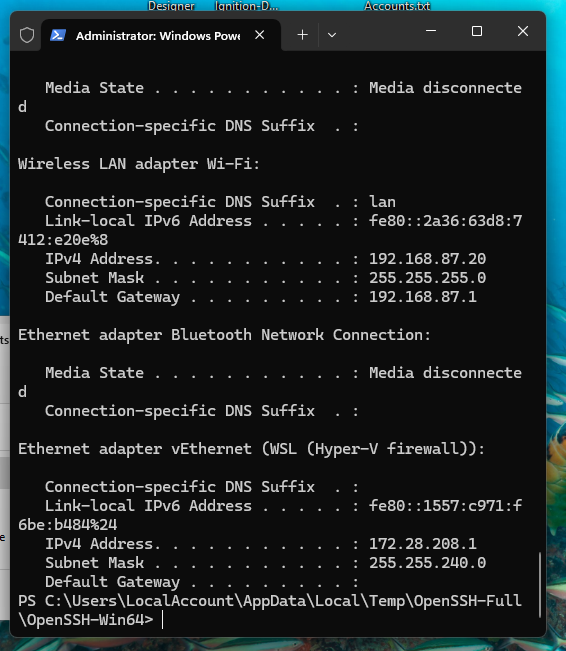 Designer Ignition-D... Accounts.txt
Administrator: Windows Powe
Media State . . . . . . . . . . . : Media disconnecte
d
Connection-specific DNS Suffix  . :
Wireless LAN adapter Wi-Fi:
Connection-specific DNS Suffix  . : lan
Link-local IPv6 Address . . . . . : fe80::2a36:63d8:7
412:e20e%8
IPv4 Address. . . . . . . . . . . : 192.168.87.20
Subnet Mask . . . . . . . . . . . : 255.255.255.0
Default Gateway . . . . . . . . . : 192.168.87.1
Ethernet adapter Bluetooth Network Connection:
Media State . . . . . . . . . . . : Media disconnecte
d
Connection-specific DNS Suffix  . :
Ethernet adapter vEthernet (WSL (Hyper-V firewall)):
Connection-specific DNS Suffix  . :
Link-local IPv6 Address . . . . . : fe80::1557:c971:f
6be:b484%24
IPv4 Address. . . . . . . . . . . : 172.28.208.1
Subnet Mask . . . . . . . . . . . : 255.255.240.0
Default Gateway . . . . . . . . . :
PS C:\Users\LocalAccount\AppData\Local\Temp\OpenSSH-Full
\OpenSSH-Win64>